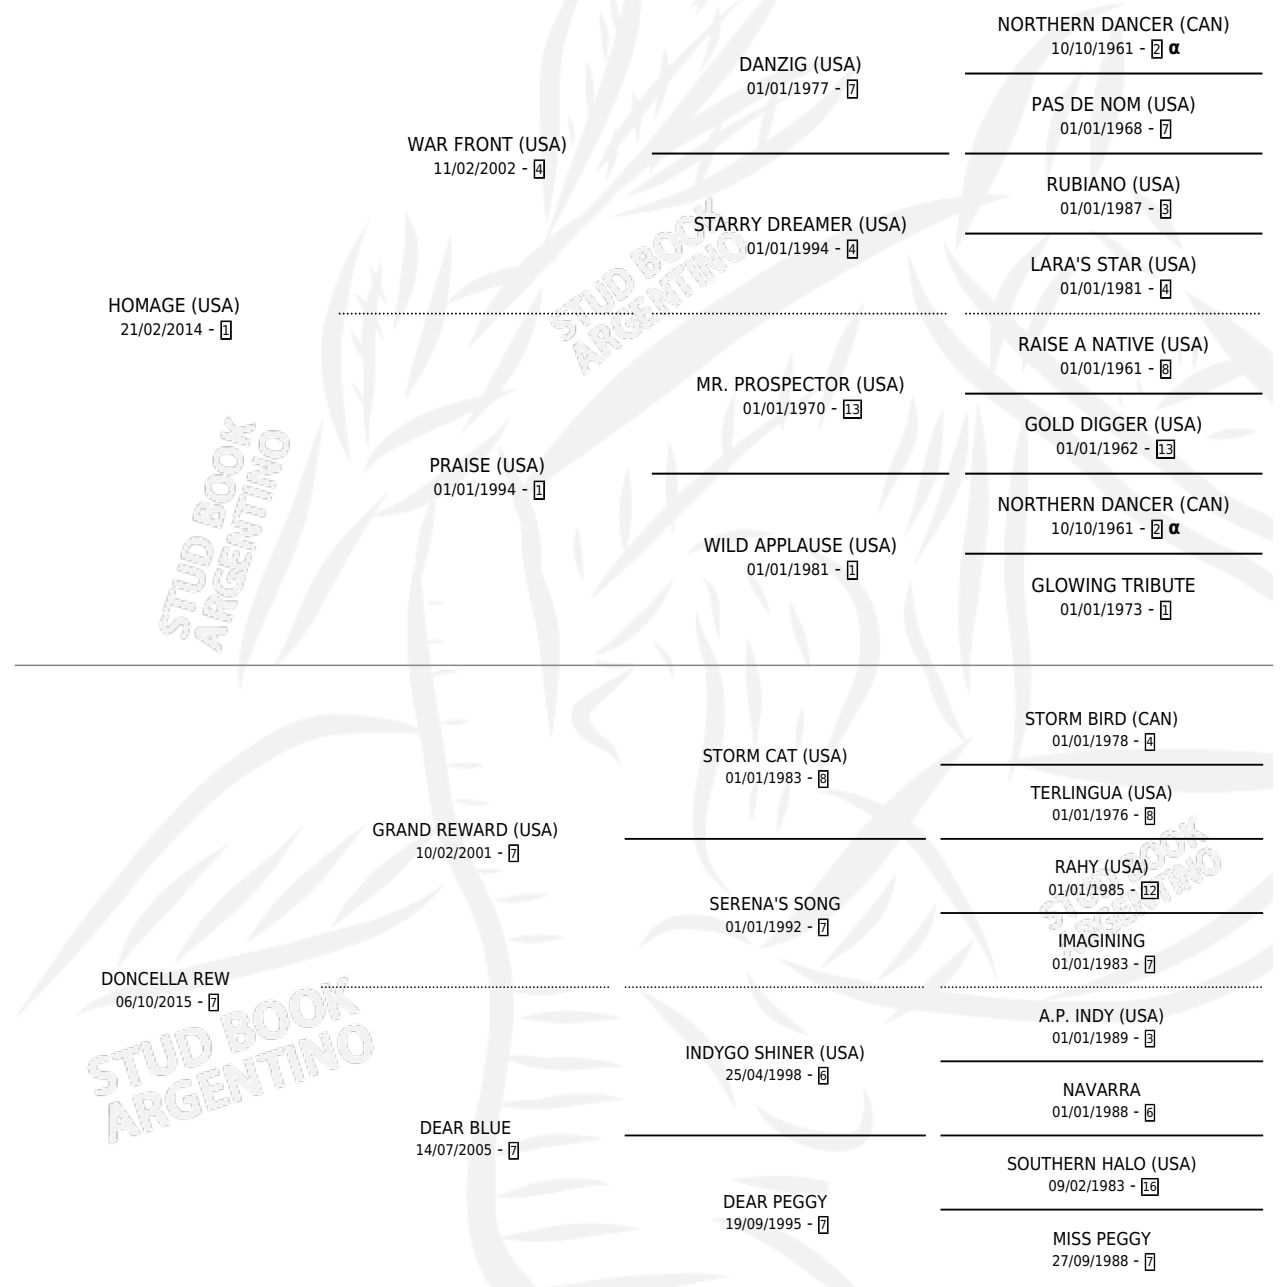 NORTHERN DANCER (CAN)
10/10/1961 - 2 α
DANZIG (USA)
01/01/1977 - 7
PAS DE NOM (USA)
01/01/1968 - 7
WAR FRONT (USA)
11/02/2002 - 4
RUBIANO (USA)
01/01/1987 - 3
STARRY DREAMER (USA)
01/01/1994 - 4
LARA'S STAR (USA)
01/01/1981 - 4
HOMAGE (USA)
21/02/2014 - 1
RAISE A NATIVE (USA)
01/01/1961 - 8
MR. PROSPECTOR (USA)
01/01/1970 - 13
GOLD DIGGER (USA)
01/01/1962 - 13
PRAISE (USA)
01/01/1994 - 1
NORTHERN DANCER (CAN)
10/10/1961 - 2 α
WILD APPLAUSE (USA)
01/01/1981 - 1
GLOWING TRIBUTE
01/01/1973 - 1
STORM BIRD (CAN)
01/01/1978 - 4
STORM CAT (USA)
01/01/1983 - 8
TERLINGUA (USA)
01/01/1976 - 8
GRAND REWARD (USA)
10/02/2001 - 7
RAHY (USA)
01/01/1985 - 12
SERENA'S SONG
01/01/1992 - 7
IMAGINING
01/01/1983 - 7
DONCELLA REW
06/10/2015 - 7
A.P. INDY (USA)
01/01/1989 - 3
INDYGO SHINER (USA)
25/04/1998 - 6
NAVARRA
01/01/1988 - 6
DEAR BLUE
14/07/2005 - 7
SOUTHERN HALO (USA)
09/02/1983 - 16
DEAR PEGGY
19/09/1995 - 7
MISS PEGGY
27/09/1988 - 7
STUD BOOK
ARGENTINO
STUD BOOK
ARGENTINO
STUD BOOK
ARGENTINO
STUD BOOK
ARGENTINO